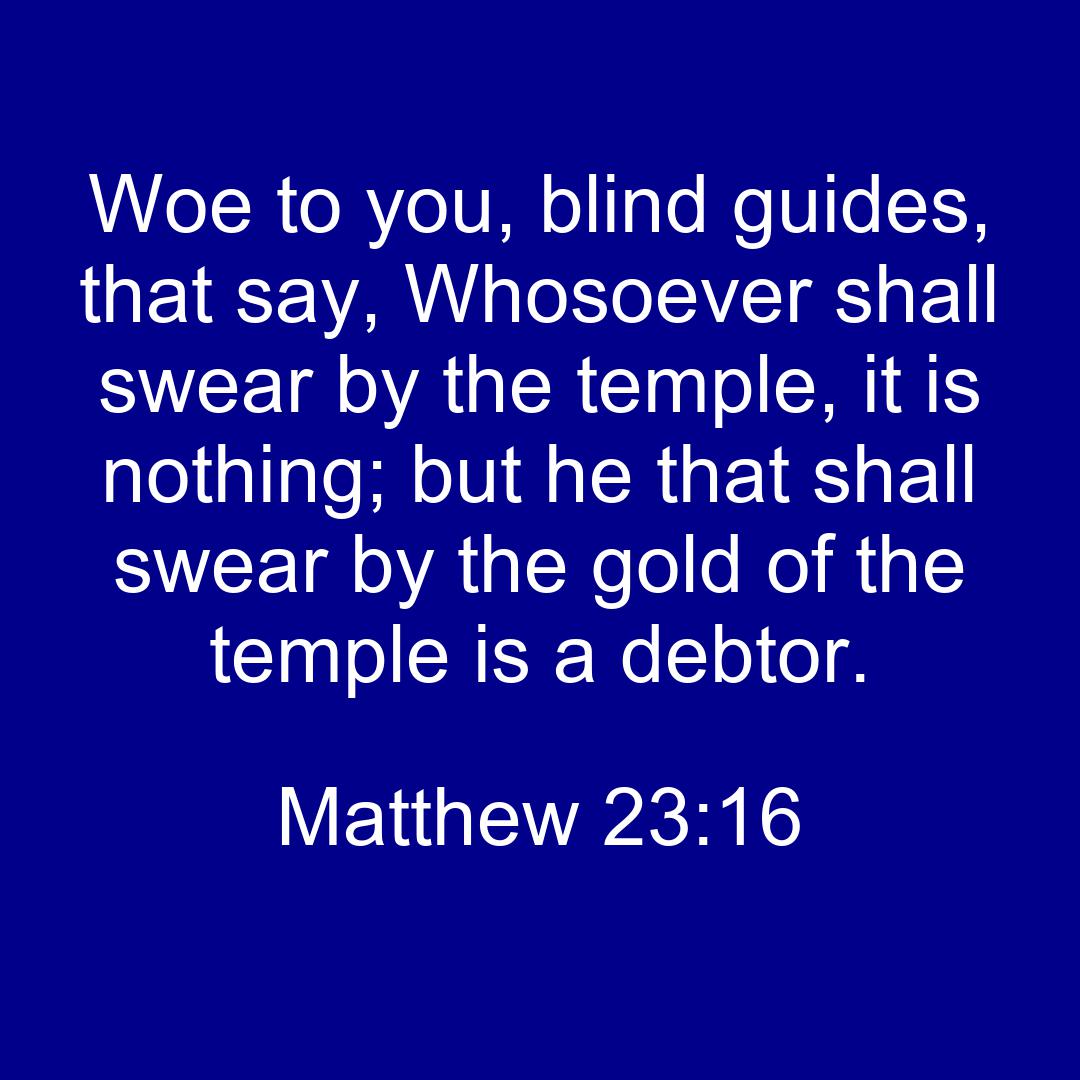 Woe to you, blind guides,
that say, Whosoever shall
swear by the temple, it is
nothing; but he that shall
swear by the gold of the
temple is a debtor.
Matthew 23:16